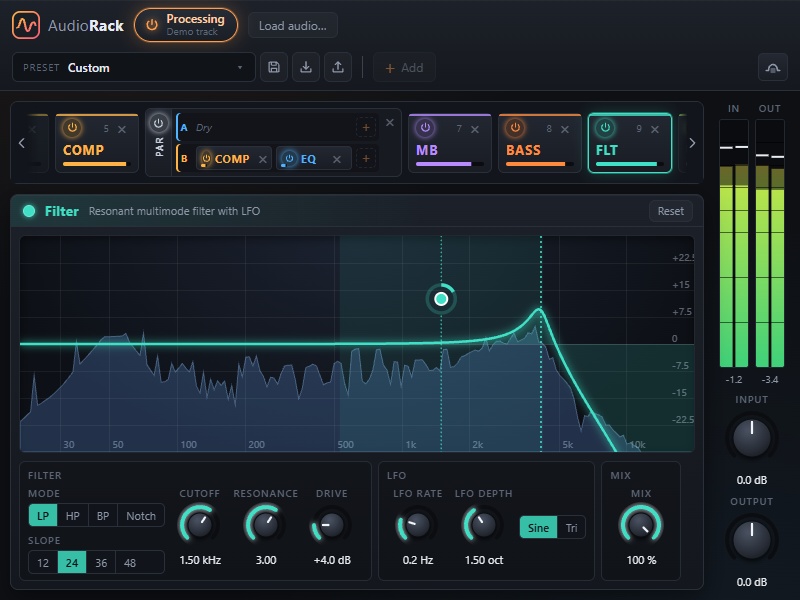 AudioRack
Processing
Demo track
Load audio...
PRESET Custom
+ Add
IN OUT
5
COMP
PAR
A Dry
B COMP EQ
7
MB
8
BASS
9
FLT
Filter Resonant multimode filter with LFO
Reset
+22.5
+15
+7.5
0
-7.5
-15
-22.5
30 50 100 200 500 1k 2k 5k 10k
-1.2 -3.4
INPUT
0.0 dB
OUTPUT
0.0 dB
FILTER
MODE
LP HP BP Notch
SLOPE
12 24 36 48
CUTOFF RESONANCE DRIVE
1.50 kHz 3.00 +4.0 dB
LFO
LFO RATE LFO DEPTH
Sine Tri
0.2 Hz 1.50 oct
MIX
MIX
100 %